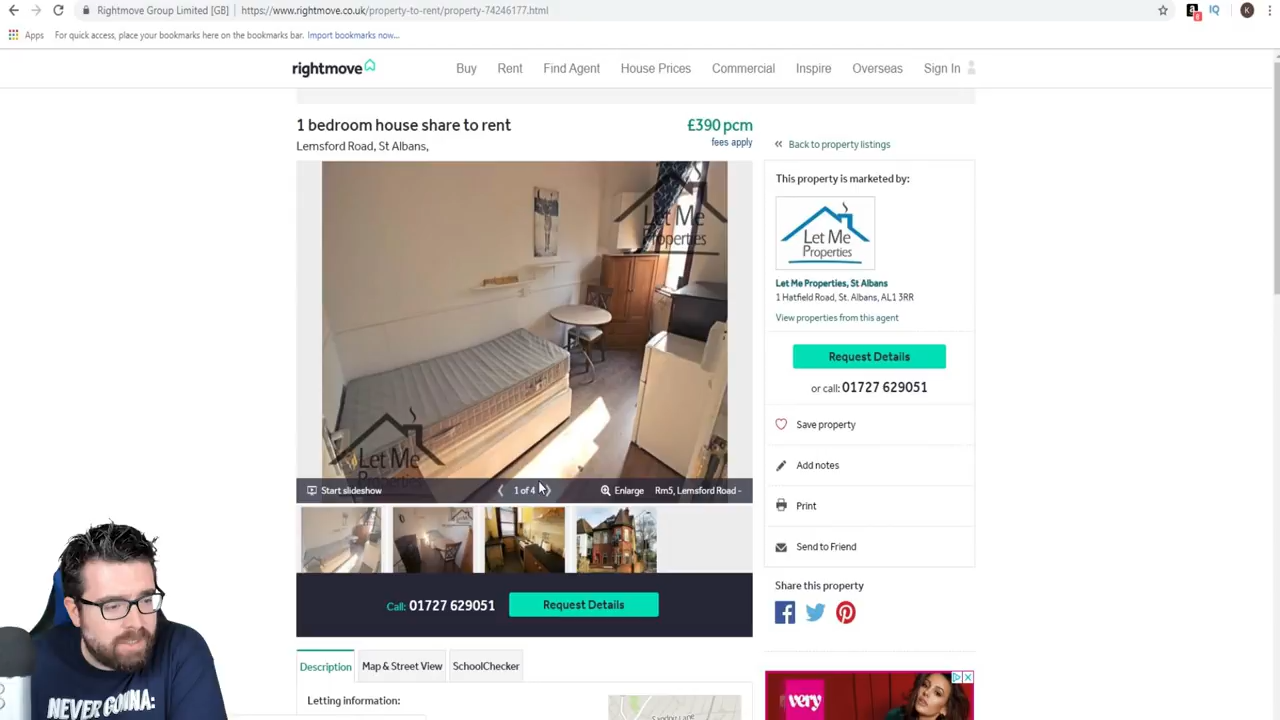 Rightmove Group Limited [GB]
https://www.rightmove.co.uk/property-to-rent/property-74246177.html
Apps For quick access, place your bookmarks here on the bookmarks bar. Import bookmarks now...
rightmove
Buy Rent Find Agent House Prices Commercial Inspire Overseas Sign In
1 bedroom house share to rent
£390 pcm
Lemsford Road, St Albans,
fees apply
Back to property listings
This property is marketed by:
Let Me
Properties
Let Me
Properties
Let Me Properties, St Albans
1 Hatfield Road, St. Albans, AL1 3RR
View properties from this agent
Request Details
or call: 01727 629051
Save property
Let Me
Add notes
Start slideshow
1 of 4
Enlarge
Rm5, Lemsford Road -
Print
Send to Friend
Share this property
Call: 01727 629051
Request Details
Description
Map & Street View
SchoolChecker
Letting information:
very
NEVER GONNA:
K
IQ